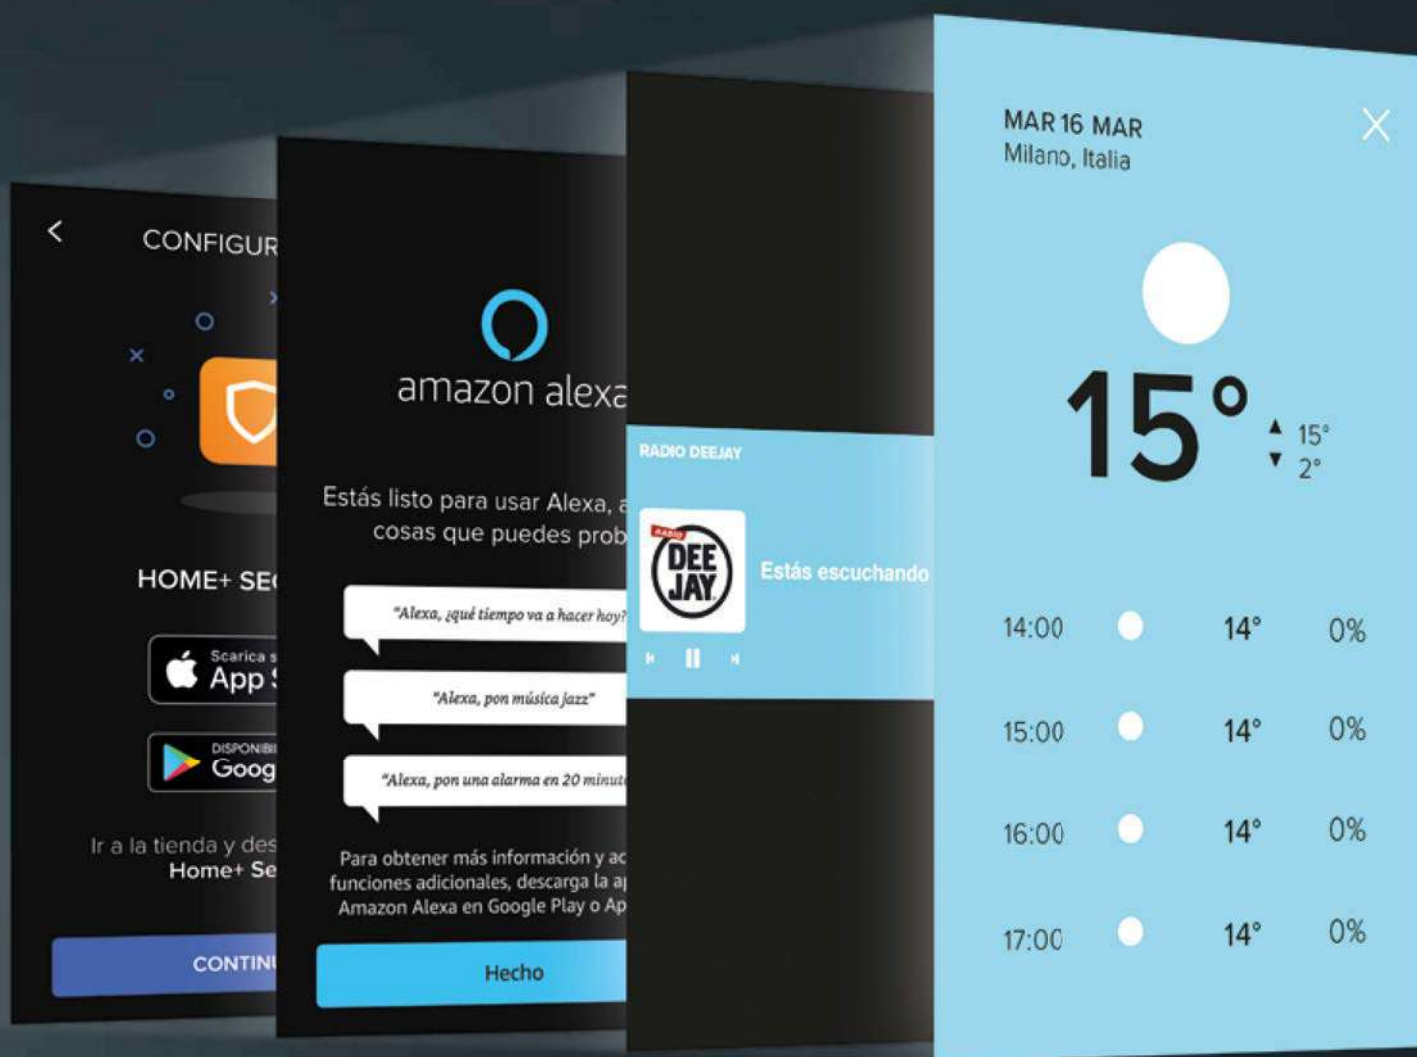 CONFIGUR
HOME+ SE
Scarica s
App S
DISPONIBI
Goog
Ir a la tienda y des
Home+ Se
CONTINU
amazon alexa
Estás listo para usar Alexa, a
cosas que puedes prob
"Alexa, ¿qué tiempo va a hacer hoy?
"Alexa, pon música jazz"
"Alexa, pon una alarma en 20 minut
Para obtener más información y ac
funciones adicionales, descarga la ap
Amazon Alexa en Google Play o Ap
Hecho
RADIO DEEJAY
RADIO
DEE
JAY
Estás escuchando
MAR 16 MAR
Milano, Italia
15°
15°
2°
14:00 14° 0%
15:00 14° 0%
16:00 14° 0%
17:00 14° 0%